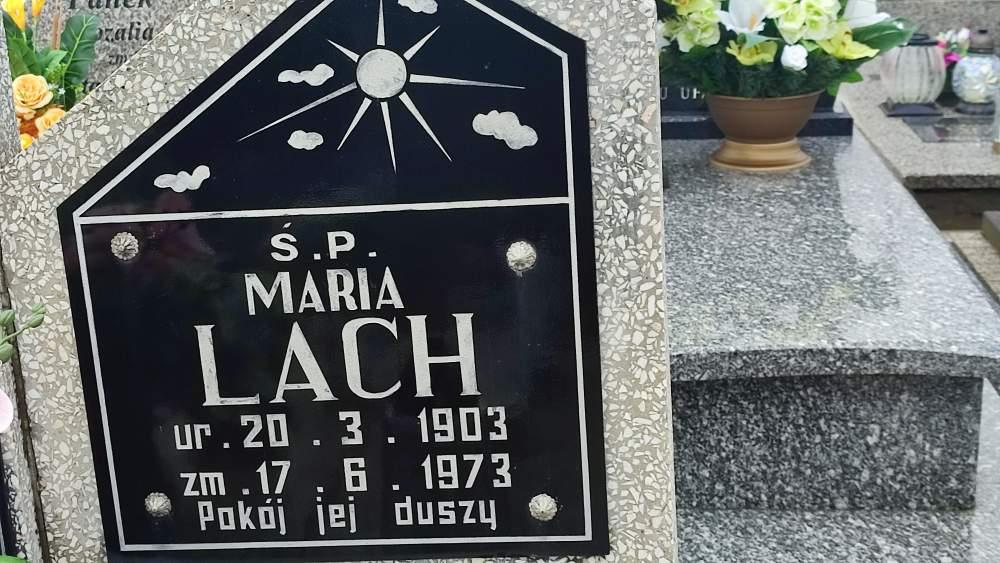 Ś.P.
MARIA
LACH
ur. 20. 3. 1903
zm. 17. 6. 1973
Pokój jej duszy